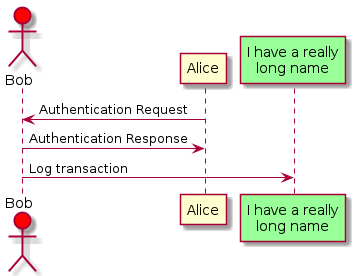 Bob
Alice
I have a really
long name
Authentication Request
Authentication Response
Log transaction
Bob
Alice
I have a really
long name